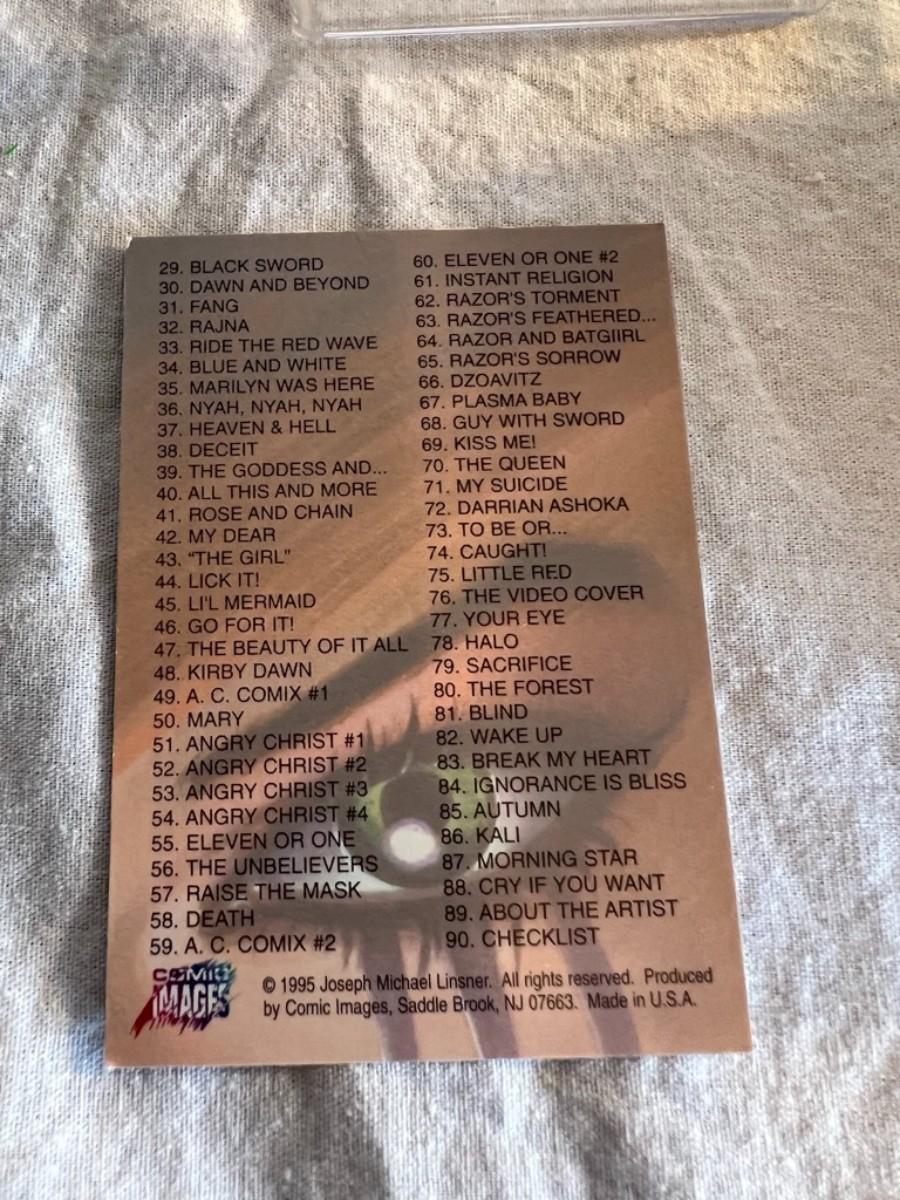 29. BLACK SWORD
30. DAWN AND BEYOND
31. FANG
32. RAJNA
33. RIDE THE RED WAVE
34. BLUE AND WHITE
35. MARILYN WAS HERE
36. NYAH, NYAH, NYAH
37. HEAVEN & HELL
38. DECEIT
39. THE GODDESS AND...
40. ALL THIS AND MORE
41. ROSE AND CHAIN
42. MY DEAR
43. “THE GIRL”
44. LICK IT!
45. LI'L MERMAID
46. GO FOR IT!
47. THE BEAUTY OF IT ALL
48. KIRBY DAWN
49. A. C. COMIX #1
50. MARY
51. ANGRY CHRIST #1
52. ANGRY CHRIST #2
53. ANGRY CHRIST #3
54. ANGRY CHRIST #4
55. ELEVEN OR ONE
56. THE UNBELIEVERS
57. RAISE THE MASK
58. DEATH
59. A. C. COMIX #2
60. ELEVEN OR ONE #2
61. INSTANT RELIGION
62. RAZOR'S TORMENT
63. RAZOR'S FEATHERED...
64. RAZOR AND BATGIIRL
65. RAZOR'S SORROW
66. DZOAVITZ
67. PLASMA BABY
68. GUY WITH SWORD
69. KISS ME!
70. THE QUEEN
71. MY SUICIDE
72. DARRIAN ASHOKA
73. TO BE OR...
74. CAUGHT!
75. LITTLE RED
76. THE VIDEO COVER
77. YOUR EYE
78. HALO
79. SACRIFICE
80. THE FOREST
81. BLIND
82. WAKE UP
83. BREAK MY HEART
84. IGNORANCE IS BLISS
85. AUTUMN
86. KALI
87. MORNING STAR
88. CRY IF YOU WANT
89. ABOUT THE ARTIST
90. CHECKLIST
COMIC
IMAGES
© 1995 Joseph Michael Linsner. All rights reserved. Produced
by Comic Images, Saddle Brook, NJ 07663. Made in U.S.A.